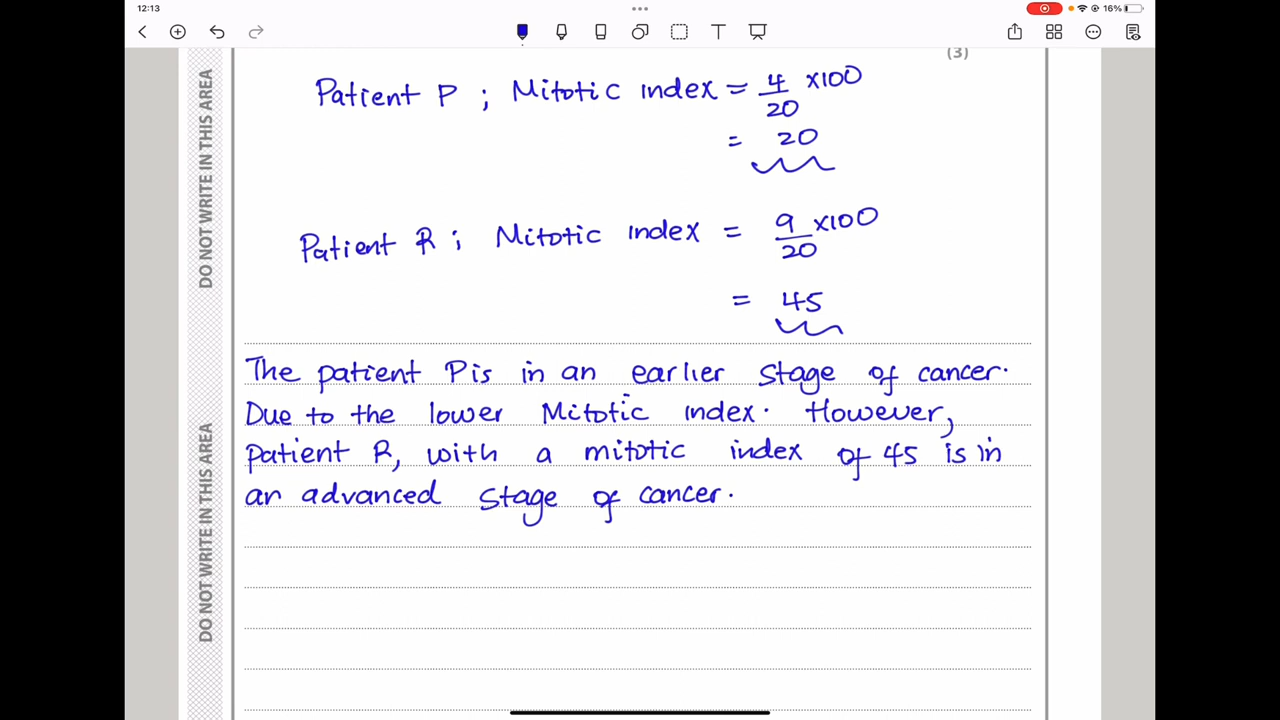 12:13
16%
(3)
Patient P ; Mitotic index = 4/20 x100
= 20
Patient R ; Mitotic index = 9/20 x100
= 45
The patient P is in an earlier stage of cancer.
Due to the lower Mitotic index. However,
patient R, with a mitotic index of 45 is in
an advanced stage of cancer.
DO NOT WRITE IN THIS AREA
DO NOT WRITE IN THIS AREA